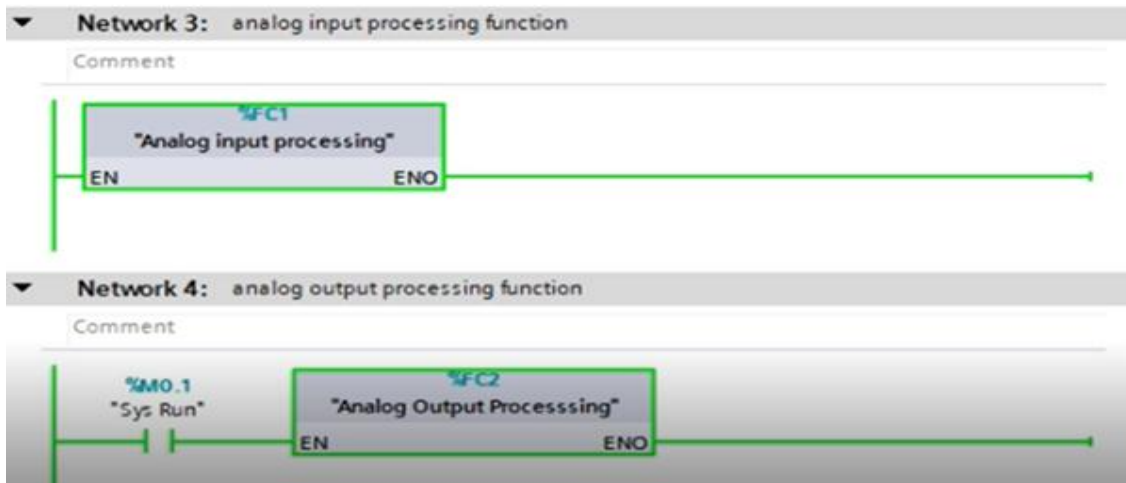 Network 3: analog input processing function
Comment
%FC1
"Analog input processing"
EN ENO
Network 4: analog output processing function
Comment
%M0.1
"Sys Run"
%FC2
"Analog Output Processsing"
EN ENO